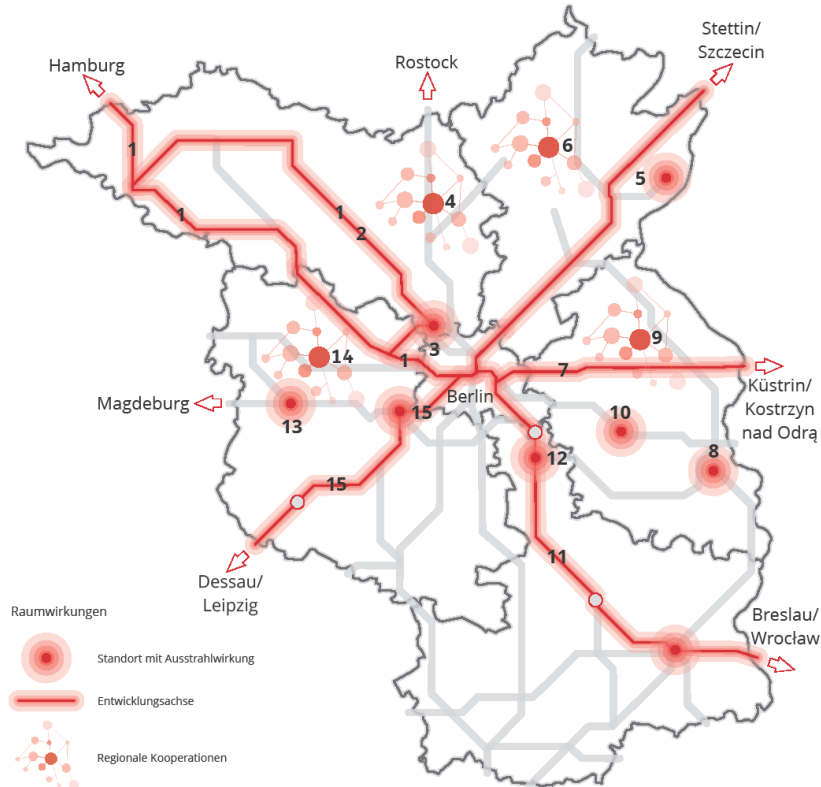 Stettin/
Szczecin
Hamburg
Rostock
1
6
5
4
1
1
2
9
3
14
1
7
Küstrin/
Kostrzyn
nad Odrą
Berlin
Magdeburg
13
15
10
12
8
15
11
Dessau/
Leipzig
Breslau/
Wrocław
Raumwirkungen
Standort mit Ausstrahlwirkung
Entwicklungsachse
Regionale Kooperationen